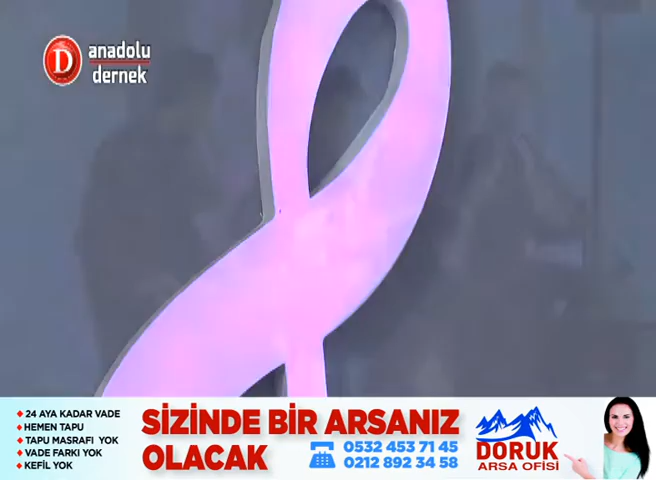 D anadolu
dernek
24 AYA KADAR VADE
HEMEN TAPU
TAPU MASRAFI YOK
VADE FARKI YOK
KEFİL YOK
SİZİNDE BİR ARSANIZ
OLACAK
0532 453 71 45
0212 892 34 58
DORUK
ARSA OFİSİ